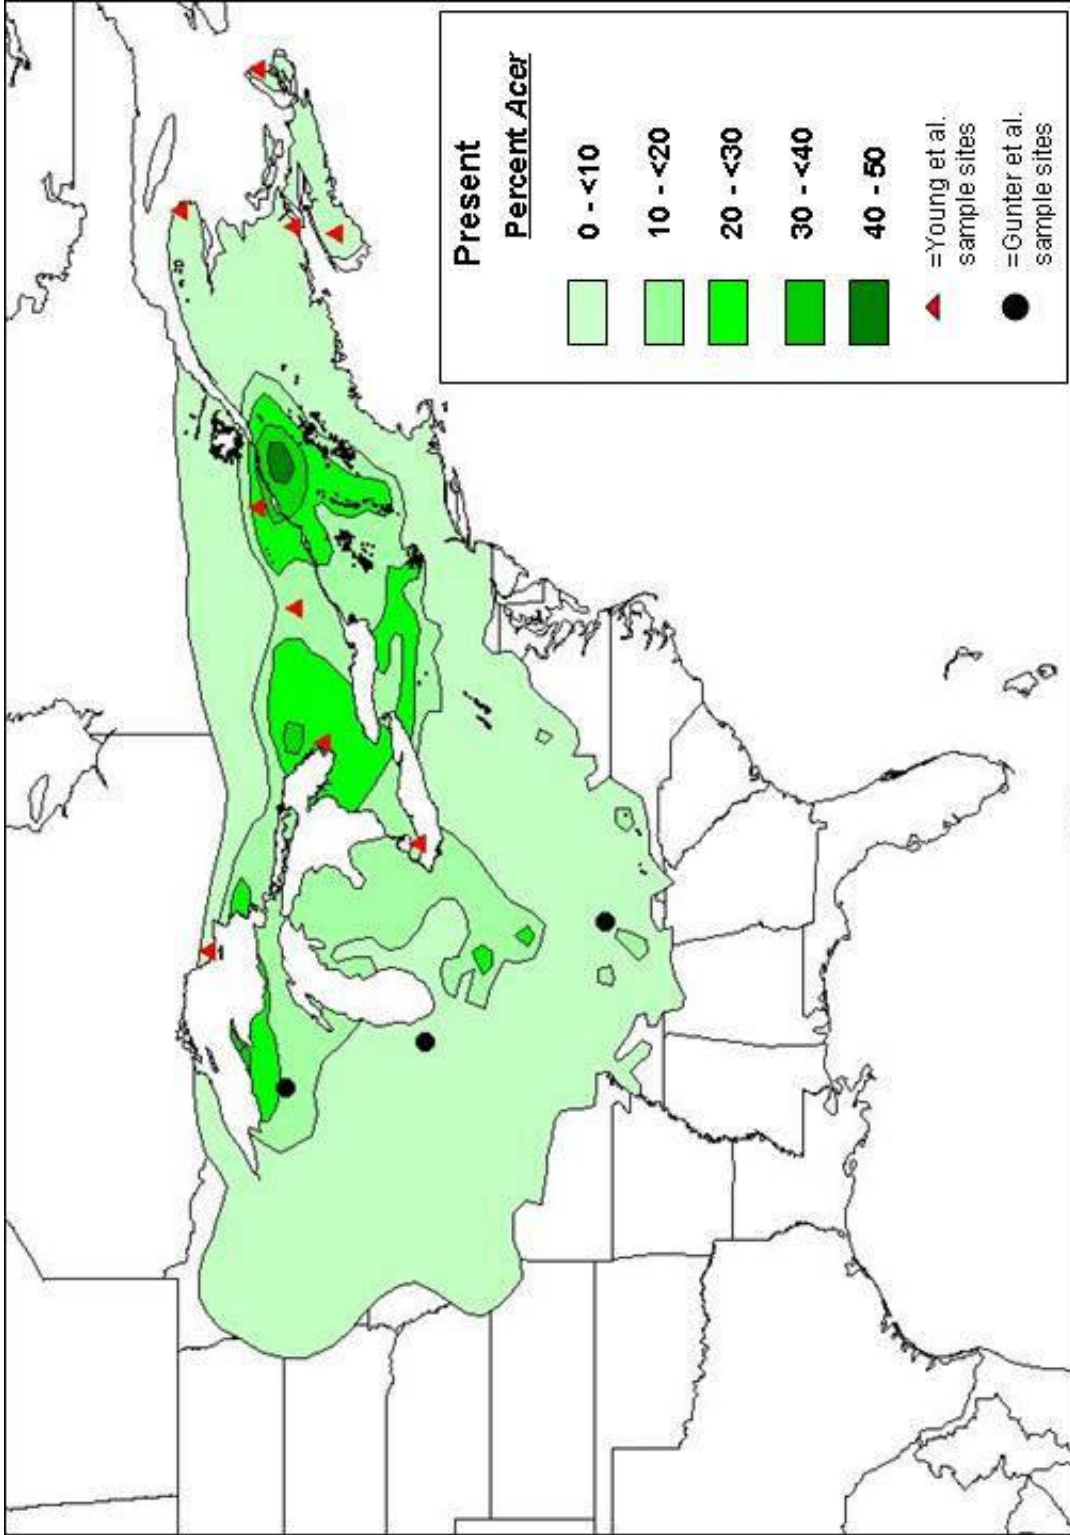 Present
Percent Acer
0 - <10
10 - <20
20 - <30
30 - <40
40 - 50
=Young et al.
sample sites
=Gunter et al.
sample sites